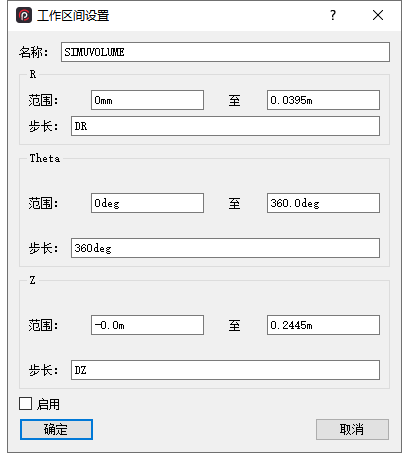 工作区间设置 ?
名称: SIMUVOLUME
R
范围: 0mm 至 0.0395m
步长: DR
Theta
范围: 0deg 至 360.0deg
步长: 360deg
Z
范围: -0.0m 至 0.2445m
步长: DZ
启用
确定 取消